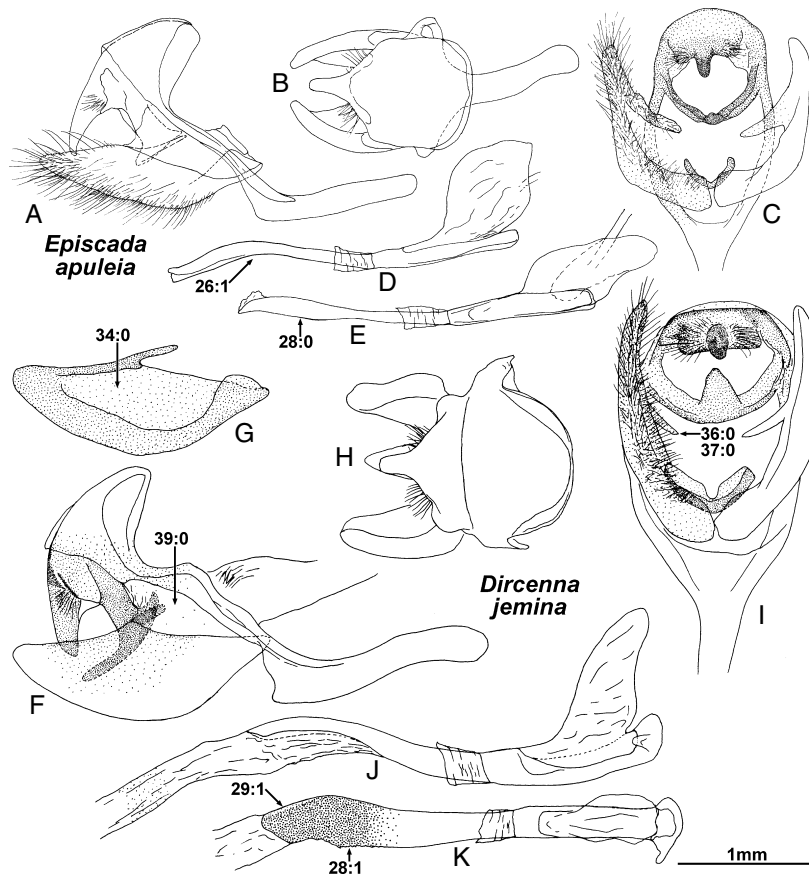 A
B
C
Episcada
apuleia
D
26:1
E
28:0
34:0
G
H
36:0
37:0
39:0
Dircenna
jemina
I
F
J
29:1
K
28:1
1mm